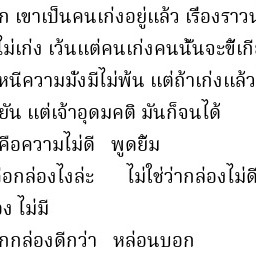 ก เขาเป็นคนเก่งอยู่แล้ว เรื่องราวน
ไม่เก่ง เว้นแต่คนเก่งคนนั้นจะขี้เกีย
หนีความมั่งมีไม่พ้น แต่ถ้าเก่งแล้ว
ยัน แต่เจ้าอุดมคติ มันก็จนได้
คือความไม่ดี พูดยิ้ม
อกล่องไงล่ะ ไม่ใช่ว่ากล่องไม่ดี
ง ไม่มี
กกล่องดีกว่า หล่อนบอก